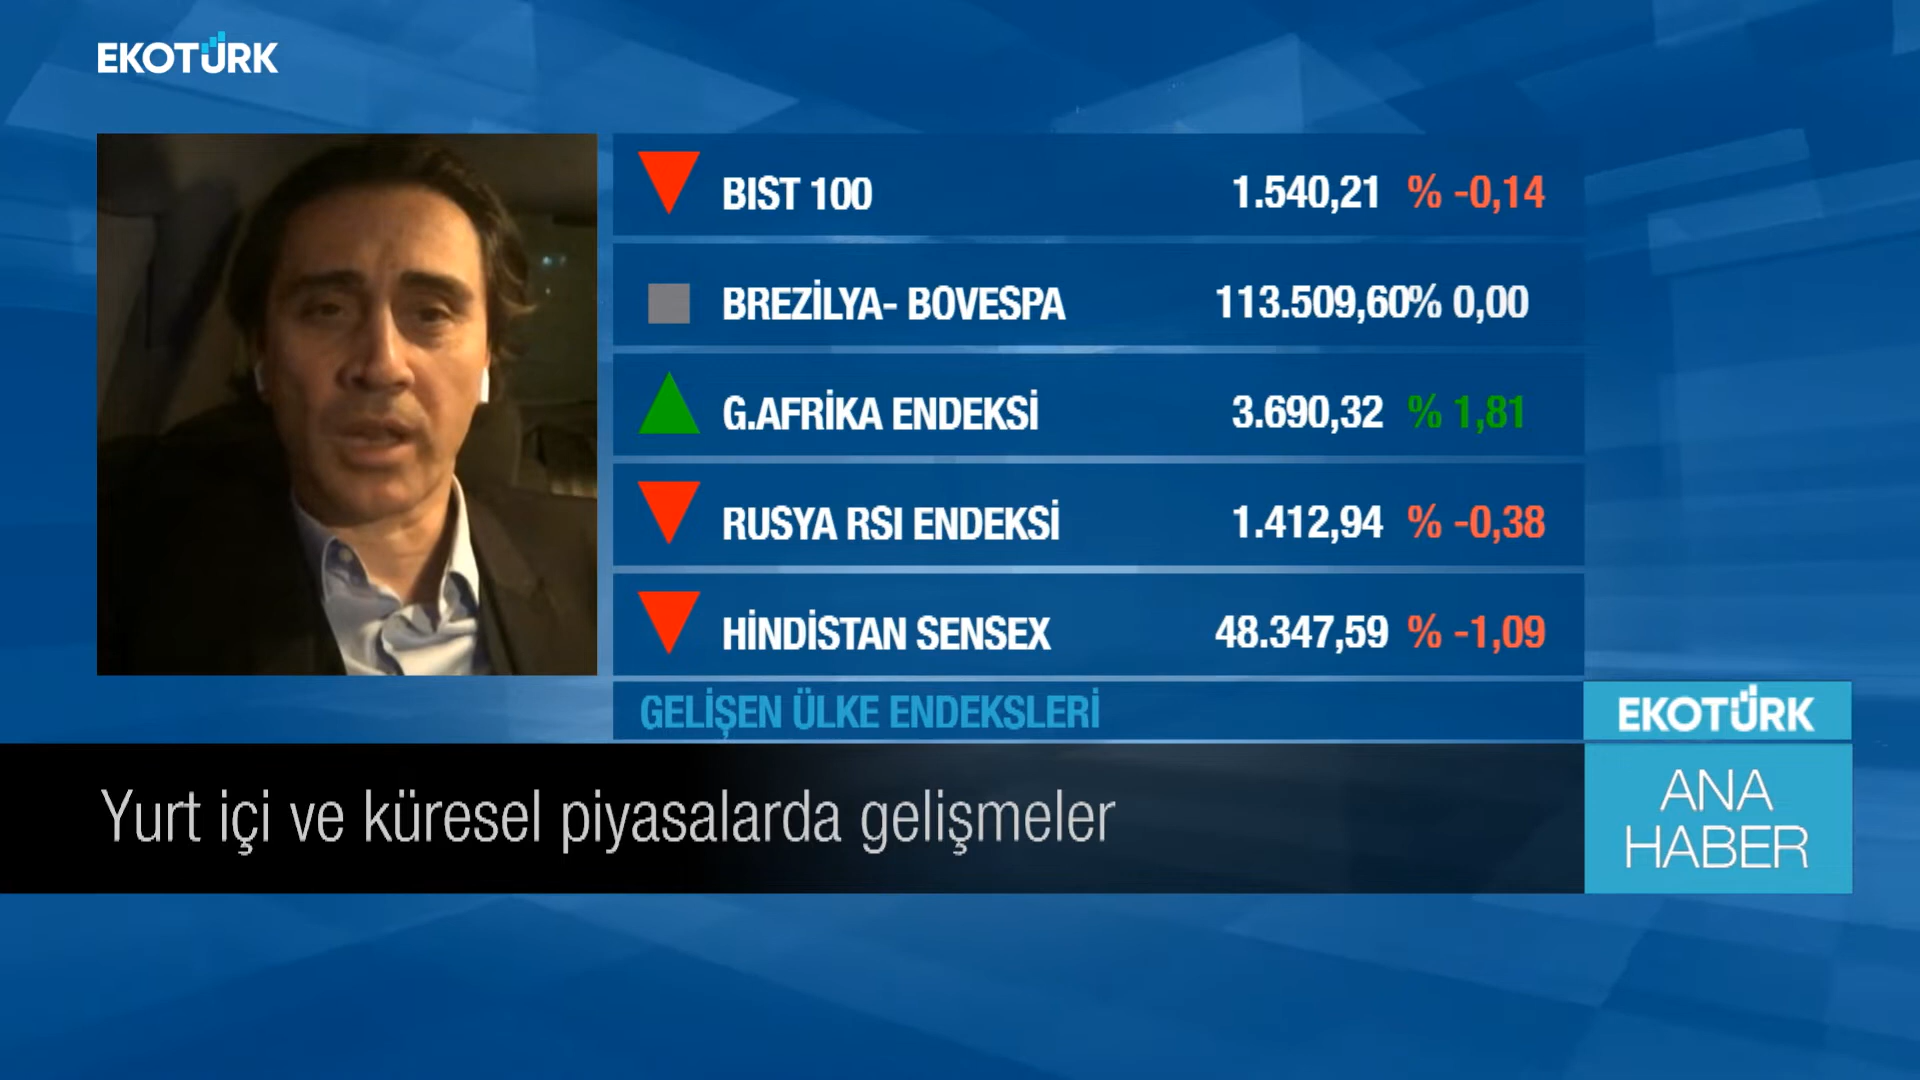 EKOTÜRK
BIST 100 1.540,21 % -0,14
BREZİLYA- BOVESPA 113.509,60% 0,00
G.AFRİKA ENDEKSİ 3.690,32 % 1,81
RUSYA RSI ENDEKSİ 1.412,94 % -0,38
HİNDİSTAN SENSEX 48.347,59 % -1,09
GELİŞEN ÜLKE ENDEKSLERİ
EKOTÜRK
Yurt içi ve küresel piyasalarda gelişmeler
ANA
HABER